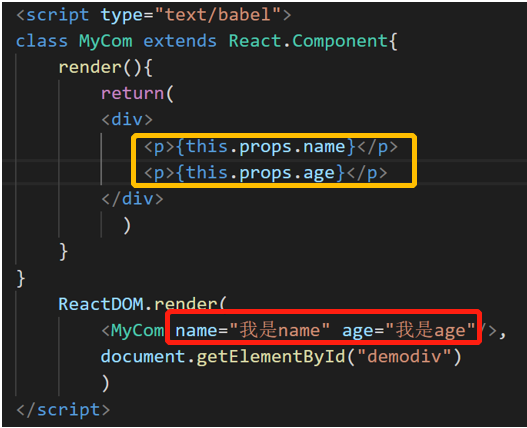 <script type="text/babel">
class MyCom extends React.Component{
render(){
return(
<div>
<p>{this.props.name}</p>
<p>{this.props.age}</p>
</div>
)
}
}
ReactDOM.render(
<MyCom name="我是name" age="我是age"/>,
document.getElementById("demodiv")
)
</script>